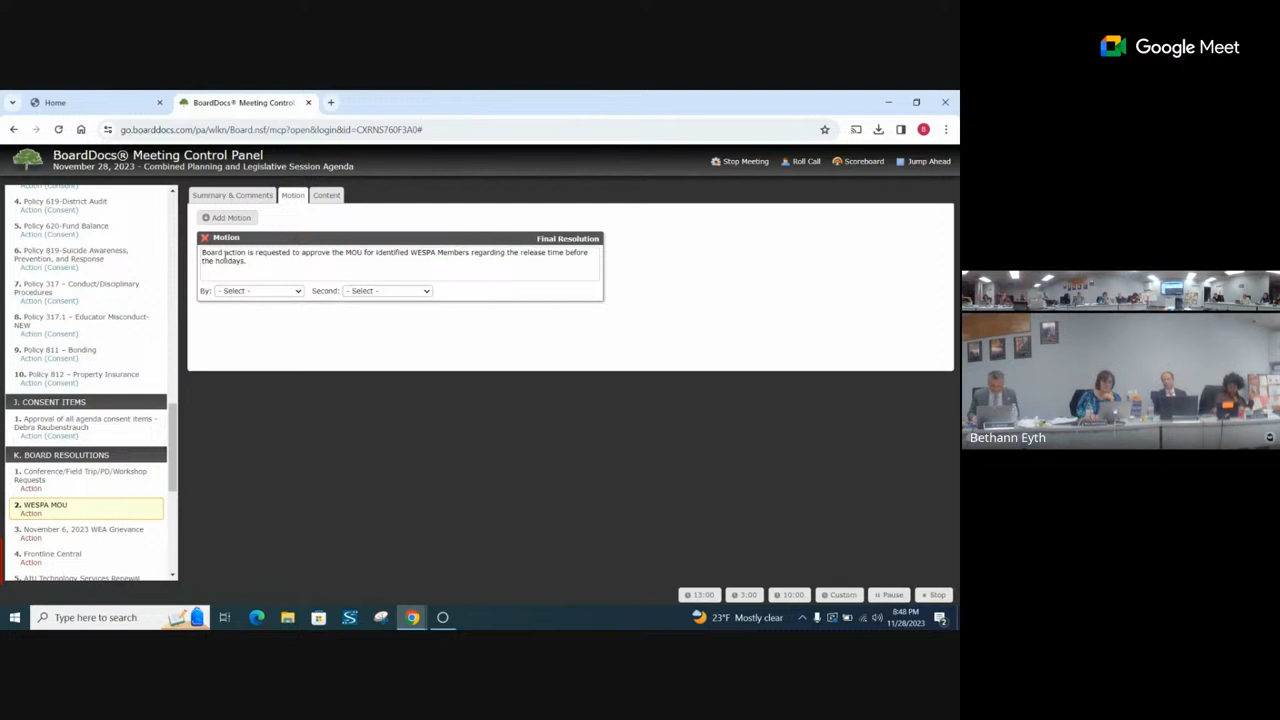 Google Meet
Home
BoardDocs® Meeting Control Panel
go.boarddocs.com/pa/wlkn/Board.nsf/mcp?open&login&id=CXRNS760F3A0#
B
BoardDocs® Meeting Control Panel
November 28, 2023 - Combined Planning and Legislative Session Agenda
Stop Meeting
Roll Call
Scoreboard
Jump Ahead
Action (Consent)
4. Policy 619-District Audit
Action (Consent)
5. Policy 620-Fund Balance
Action (Consent)
6. Policy 819-Suicide Awareness,
Prevention, and Response
Action (Consent)
7. Policy 317 – Conduct/Disciplinary
Procedures
Action (Consent)
8. Policy 317.1 – Educator Misconduct-
NEW
Action (Consent)
9. Policy 811 – Bonding
Action (Consent)
10. Policy 812 – Property Insurance
Action (Consent)
J. CONSENT ITEMS
1. Approval of all agenda consent items -
Debra Raubenstrauch
Action (Consent)
K. BOARD RESOLUTIONS
1. Conference/Field Trip/PD/Workshop
Requests
Action
2. WESPA MOU
Action
3. November 6, 2023 WEA Grievance
Action
4. Frontline Central
Action
5. AIU Technology Services Renewal
Summary & Comments
Motion
Content
Add Motion
Motion
Final Resolution
Board action is requested to approve the MOU for identified WESPA Members regarding the release time before
the holidays.
By: - Select -
Second: - Select -
Bethann Eyth
13:00
3:00
10:00
Custom
Pause
Stop
Type here to search
23°F Mostly clear
8:48 PM
11/28/2023
2